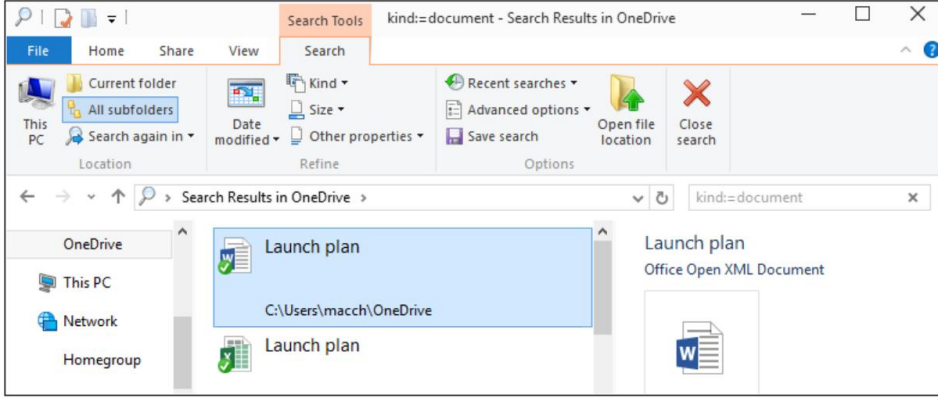 Search Tools
kind:=document - Search Results in OneDrive
File
Home
Share
View
Search
This PC
Current folder
All subfolders
Search again in
Location
Date modified
Kind
Size
Other properties
Refine
Recent searches
Advanced options
Save search
Options
Open file location
Close search
Search Results in OneDrive
kind:=document
OneDrive
This PC
Network
Homegroup
Launch plan
C:\Users\macch\OneDrive
Launch plan
Launch plan
Office Open XML Document